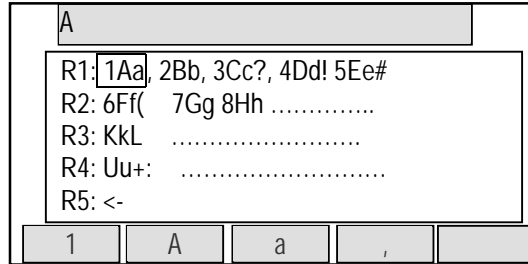 A
R1: 1Aa, 2Bb, 3Cc?, 4Dd! 5Ee#
R2: 6Ff( 7Gg 8Hh …………..
R3: KkL …………………….
R4: Uu+: ………………………
R5: <-
1 A a ,